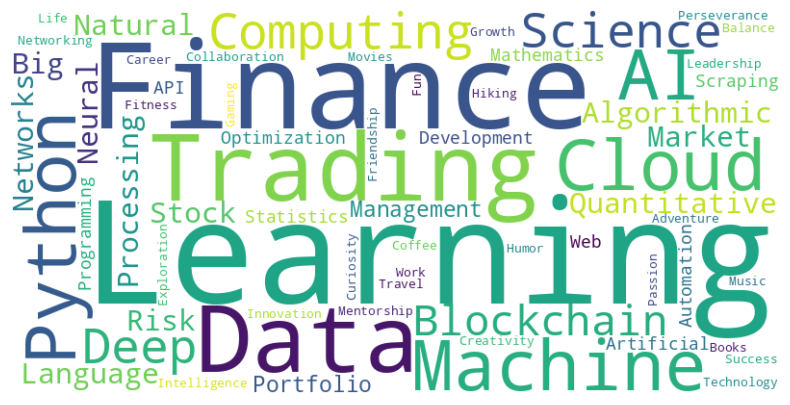 Life
Natural
Computing
Growth
Science
Perseverance
Balance
Networking
Big
Career
Collaboration
Movies
Mathematics
AI
Leadership
Scraping
Finance
API
Fitness
Gaming
Fun
Hiking
Algorithmic
Networks
Neural
Optimization
Friendship
Development
Market
Python
Processing
Trading
Cloud
Programming
Stock
Statistics
Management
Quantitative
Adventure
Exploration
Learning
Curiosity
Coffee
Humor
Web
Work
Travel
Passion
Automation
Music
Risk
Innovation
Data
Mentorship
Blockchain
Deep
Creativity
Artificial
Books
Machine
Success
Language
Intelligence
Portfolio
Technology